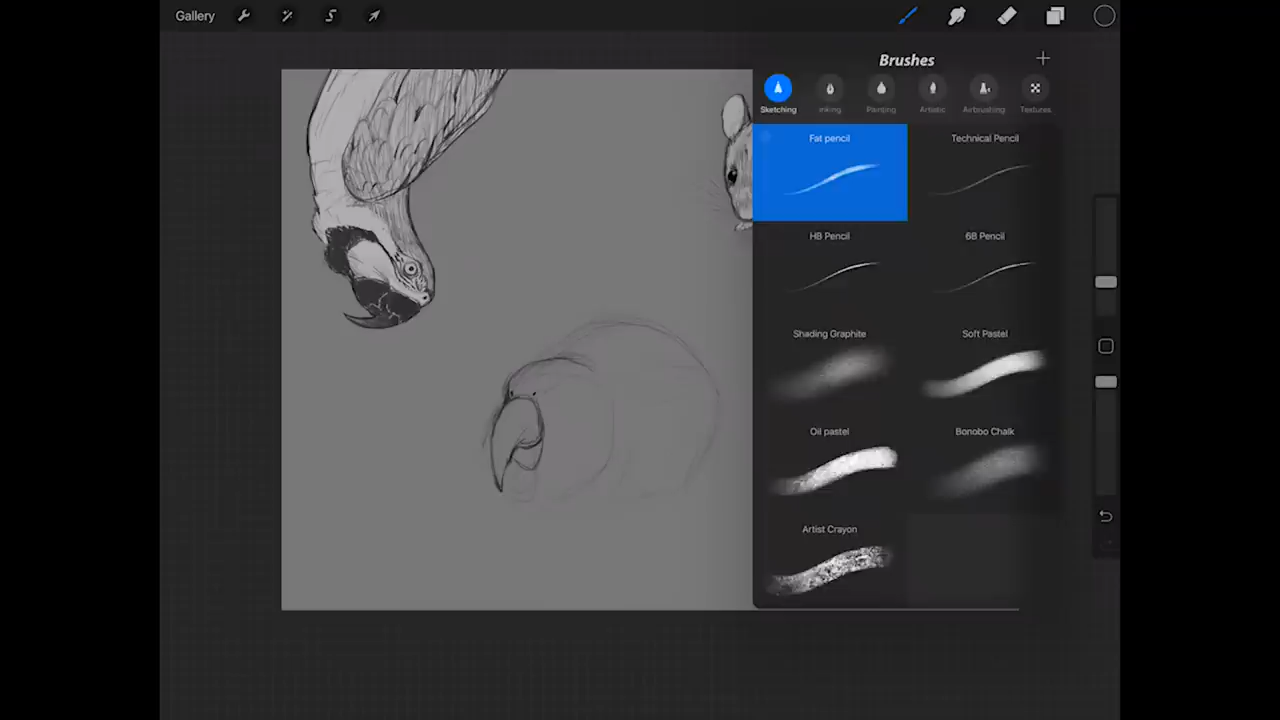 Gallery
Brushes
Sketching Inking Painting Artistic Airbrushing Textures
Fat pencil Technical Pencil
HB Pencil 6B Pencil
Shading Graphite Soft Pastel
Oil pastel Bonobo Chalk
Artist Crayon